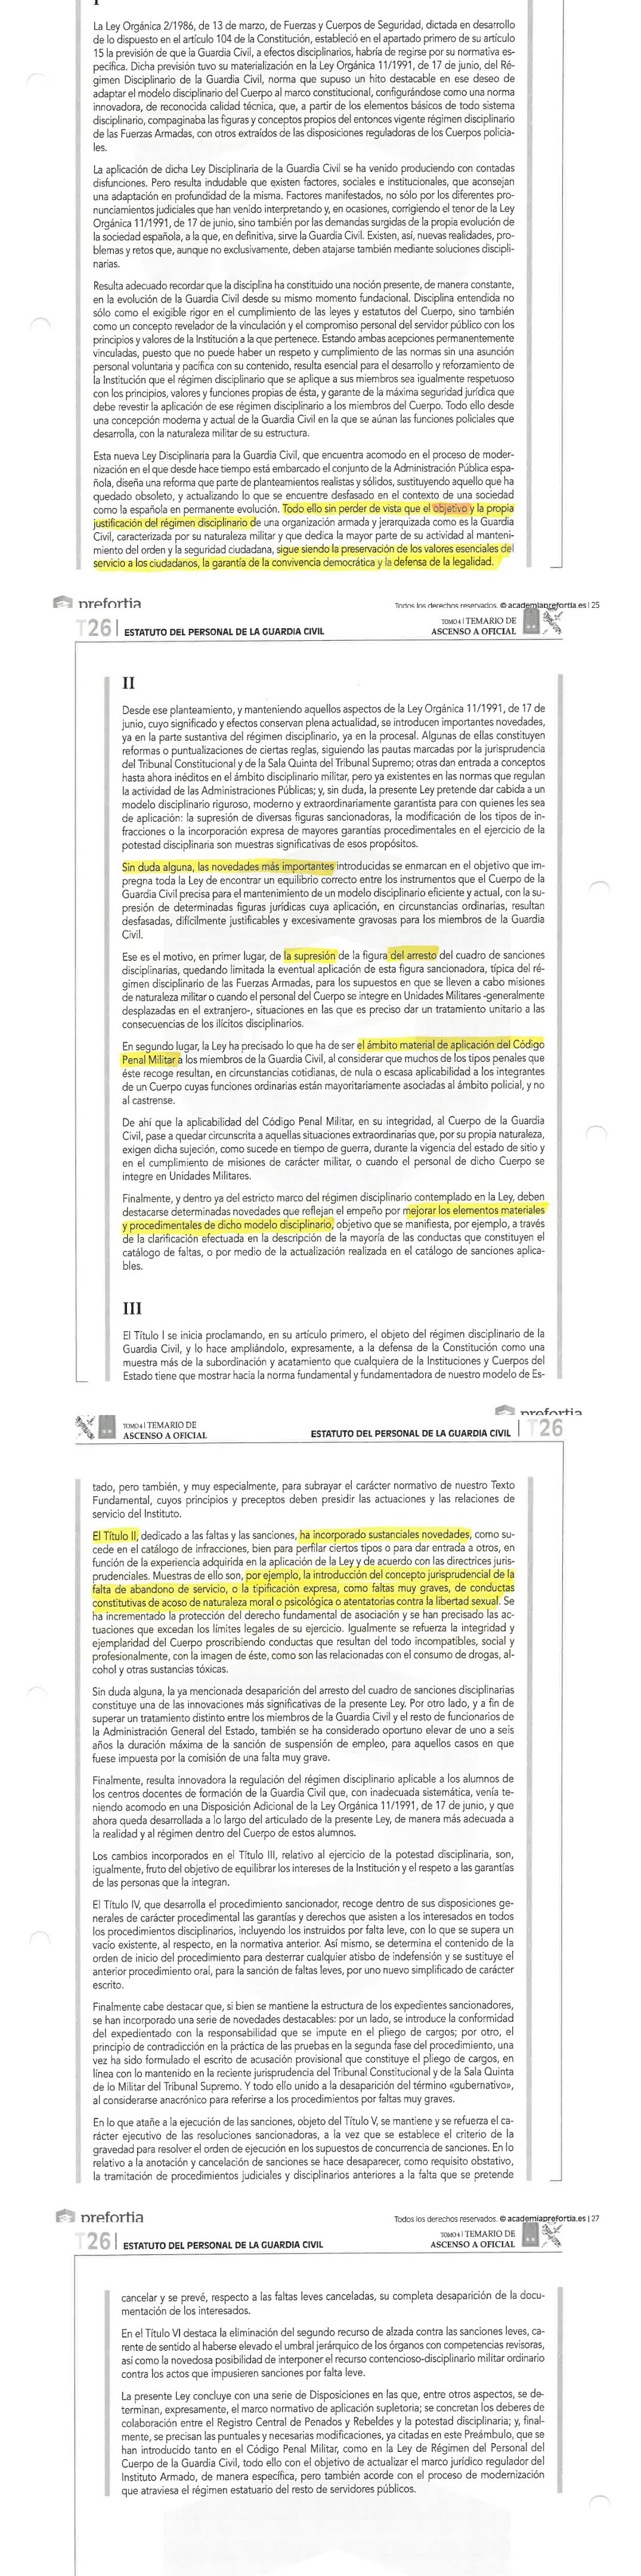 I
La Ley Orgánica 2/1986, de 13 de marzo, de Fuerzas y Cuerpos de Seguridad, dictada en desarrollo
de lo dispuesto en el artículo 104 de la Constitución, estableció en el apartado primero de su artículo
15 la previsión de que la Guardia Civil, a efectos disciplinarios, habría de regirse por su normativa es-
pecífica. Dicha previsión tuvo su materialización en la Ley Orgánica 11/1991, de 17 de junio, del Ré-
gimen Disciplinario de la Guardia Civil, norma que supuso un hito destacable en ese deseo de
adaptar el modelo disciplinario del Cuerpo al marco constitucional, configurándose como una norma
innovadora, de reconocida calidad técnica, que, a partir de los elementos básicos de todo sistema
disciplinario, compaginaba las figuras y conceptos propios del entonces vigente régimen disciplinario
de las Fuerzas Armadas, con otros extraídos de las disposiciones reguladoras de los Cuerpos policia-
les.
La aplicación de dicha Ley Disciplinaria de la Guardia Civil se ha venido produciendo con contadas
disfunciones. Pero resulta indudable que existen factores, sociales e institucionales, que aconsejan
una adaptación en profundidad de la misma. Factores manifestados, no sólo por los diferentes pro-
nunciamientos judiciales que han venido interpretando y, en ocasiones, corrigiendo el tenor de la Ley
Orgánica 11/1991, de 17 de junio, sino también por las demandas surgidas de la propia evolución de
la sociedad española, a la que, en definitiva, sirve la Guardia Civil. Existen, así, nuevas realidades, pro-
blemas y retos que, aunque no exclusivamente, deben atajarse también mediante soluciones discipli-
narias.
Resulta adecuado recordar que la disciplina ha constituido una noción presente, de manera constante,
en la evolución de la Guardia Civil desde su mismo momento fundacional. Disciplina entendida no
sólo como el exigible rigor en el cumplimiento de las leyes y estatutos del Cuerpo, sino también
como un concepto revelador de la vinculación y el compromiso personal del servidor público con los
principios y valores de la Institución a la que pertenece. Estando ambas acepciones permanentemente
vinculadas, puesto que no puede haber un respeto y cumplimiento de las normas sin una asunción
personal voluntaria y pacífica con su contenido, resulta esencial para el desarrollo y reforzamiento de
la Institución que el régimen disciplinario que se aplique a sus miembros sea igualmente respetuoso
con los principios, valores y funciones propias de ésta, y garante de la máxima seguridad jurídica que
debe revestir la aplicación de ese régimen disciplinario a los miembros del Cuerpo. Todo ello desde
una concepción moderna y actual de la Guardia Civil en la que se aúnan las funciones policiales que
desarrolla, con la naturaleza militar de su estructura.
Esta nueva Ley Disciplinaria para la Guardia Civil, que encuentra acomodo en el proceso de moder-
nización en el que desde hace tiempo está embarcado el conjunto de la Administración Pública espa-
ñola, diseña una reforma que parte de planteamientos realistas y sólidos, sustituyendo aquello que ha
quedado obsoleto, y actualizando lo que se encuentre desfasado en el contexto de una sociedad
como la española en permanente evolución. Todo ello sin perder de vista que el objetivo y la propia
justificación del régimen disciplinario de una organización armada y jerarquizada como es la Guardia
Civil, caracterizada por su naturaleza militar y que dedica la mayor parte de su actividad al manteni-
miento del orden y la seguridad ciudadana, sigue siendo la preservación de los valores esenciales del
servicio a los ciudadanos, la garantía de la convivencia democrática y la defensa de la legalidad.
prefortia
Todos los derechos reservados. © academiaprefortia.es | 25
T26 | ESTATUTO DEL PERSONAL DE LA GUARDIA CIVIL
TOMO 4 | TEMARIO DE
ASCENSO A OFICIAL
II
Desde ese planteamiento, y manteniendo aquellos aspectos de la Ley Orgánica 11/1991, de 17 de
junio, cuyo significado y efectos conservan plena actualidad, se introducen importantes novedades,
ya en la parte sustantiva del régimen disciplinario, ya en la procesal. Algunas de ellas constituyen
reformas o puntualizaciones de ciertas reglas, siguiendo las pautas marcadas por la jurisprudencia
del Tribunal Constitucional y de la Sala Quinta del Tribunal Supremo; otras dan entrada a conceptos
hasta ahora inéditos en el ámbito disciplinario militar, pero ya existentes en las normas que regulan
la actividad de las Administraciones Públicas; y, sin duda, la presente Ley pretende dar cabida a un
modelo disciplinario riguroso, moderno y extraordinariamente garantista para con quienes les sea
de aplicación: la supresión de diversas figuras sancionadoras, la modificación de los tipos de in-
fracciones o la incorporación expresa de mayores garantías procedimentales en el ejercicio de la
potestad disciplinaria son muestras significativas de esos propósitos.
Sin duda alguna, las novedades más importantes introducidas se enmarcan en el objetivo que im-
pregna toda la Ley de encontrar un equilibrio correcto entre los instrumentos que el Cuerpo de la
Guardia Civil precisa para el mantenimiento de un modelo disciplinario eficiente y actual, con la su-
presión de determinadas figuras jurídicas cuya aplicación, en circunstancias ordinarias, resultan
desfasadas, difícilmente justificables y excesivamente gravosas para los miembros de la Guardia
Civil.
Ese es el motivo, en primer lugar, de la supresión de la figura del arresto del cuadro de sanciones
disciplinarias, quedando limitada la eventual aplicación de esta figura sancionadora, típica del ré-
gimen disciplinario de las Fuerzas Armadas, para los supuestos en que se lleven a cabo misiones
de naturaleza militar o cuando el personal del Cuerpo se integre en Unidades Militares -generalmente
desplazadas en el extranjero-, situaciones en las que es preciso dar un tratamiento unitario a las
consecuencias de los ilícitos disciplinarios.
En segundo lugar, la Ley ha precisado lo que ha de ser el ámbito material de aplicación del Código
Penal Militar a los miembros de la Guardia Civil, al considerar que muchos de los tipos penales que
éste recoge resultan, en circunstancias cotidianas, de nula o escasa aplicabilidad a los integrantes
de un Cuerpo cuyas funciones ordinarias están mayoritariamente asociadas al ámbito policial, y no
al castrense.
De ahí que la aplicabilidad del Código Penal Militar, en su integridad, al Cuerpo de la Guardia
Civil, pase a quedar circunscrita a aquellas situaciones extraordinarias que, por su propia naturaleza,
exigen dicha sujeción, como sucede en tiempo de guerra, durante la vigencia del estado de sitio y
en el cumplimiento de misiones de carácter militar, o cuando el personal de dicho Cuerpo se
integre en Unidades Militares.
Finalmente, y dentro ya del estricto marco del régimen disciplinario contemplado en la Ley, deben
destacarse determinadas novedades que reflejan el empeño por mejorar los elementos materiales
y procedimentales de dicho modelo disciplinario, objetivo que se manifiesta, por ejemplo, a través
de la clarificación efectuada en la descripción de la mayoría de las conductas que constituyen el
catálogo de faltas, o por medio de la actualización realizada en el catálogo de sanciones aplica-
bles.
III
El Título I se inicia proclamando, en su artículo primero, el objeto del régimen disciplinario de la
Guardia Civil, y lo hace ampliándolo, expresamente, a la defensa de la Constitución como una
muestra más de la subordinación y acatamiento que cualquiera de la Instituciones y Cuerpos del
Estado tiene que mostrar hacia la norma fundamental y fundamentadora de nuestro modelo de Es-
prefortia
TOMO 4 | TEMARIO DE
ASCENSO A OFICIAL
ESTATUTO DEL PERSONAL DE LA GUARDIA CIVIL | T26
tado, pero también, y muy especialmente, para subrayar el carácter normativo de nuestro Texto
Fundamental, cuyos principios y preceptos deben presidir las actuaciones y las relaciones de
servicio del Instituto.
El Título II, dedicado a las faltas y las sanciones, ha incorporado sustanciales novedades, como su-
cede en el catálogo de infracciones, bien para perfilar ciertos tipos o para dar entrada a otros, en
función de la experiencia adquirida en la aplicación de la Ley y de acuerdo con las directrices juris-
prudenciales. Muestras de ello son, por ejemplo, la introducción del concepto jurisprudencial de la
falta de abandono de servicio, o la tipificación expresa, como faltas muy graves, de conductas
constitutivas de acoso de naturaleza moral o psicológica o atentatorias contra la libertad sexual. Se
ha incrementado la protección del derecho fundamental de asociación y se han precisado las ac-
tuaciones que excedan los límites legales de su ejercicio. Igualmente se refuerza la integridad y
ejemplaridad del Cuerpo proscribiendo conductas que resultan del todo incompatibles, social y
profesionalmente, con la imagen de éste, como son las relacionadas con el consumo de drogas, al-
cohol y otras sustancias tóxicas.
Sin duda alguna, la ya mencionada desaparición del arresto del cuadro de sanciones disciplinarias
constituye una de las innovaciones más significativas de la presente Ley. Por otro lado, y a fin de
superar un tratamiento distinto entre los miembros de la Guardia Civil y el resto de funcionarios de
la Administración General del Estado, también se ha considerado oportuno elevar de uno a seis
años la duración máxima de la sanción de suspensión de empleo, para aquellos casos en que
fuese impuesta por la comisión de una falta muy grave.
Finalmente, resulta innovadora la regulación del régimen disciplinario aplicable a los alumnos de
los centros docentes de formación de la Guardia Civil que, con inadecuada sistemática, venía te-
niendo acomodo en una Disposición Adicional de la Ley Orgánica 11/1991, de 17 de junio, y que
ahora queda desarrollada a lo largo del articulado de la presente Ley, de manera más adecuada a
la realidad y al régimen dentro del Cuerpo de estos alumnos.
Los cambios incorporados en el Título III, relativo al ejercicio de la potestad disciplinaria, son,
igualmente, fruto del objetivo de equilibrar los intereses de la Institución y el respeto a las garantías
de las personas que la integran.
El Título IV, que desarrolla el procedimiento sancionador, recoge dentro de sus disposiciones ge-
nerales de carácter procedimental las garantías y derechos que asisten a los interesados en todos
los procedimientos disciplinarios, incluyendo los instruidos por falta leve, con lo que se supera un
vacío existente, al respecto, en la normativa anterior. Así mismo, se determina el contenido de la
orden de inicio del procedimiento para desterrar cualquier atisbo de indefensión y se sustituye el
anterior procedimiento oral, para la sanción de faltas leves, por uno nuevo simplificado de carácter
escrito.
Finalmente cabe destacar que, si bien se mantiene la estructura de los expedientes sancionadores,
se han incorporado una serie de novedades destacables: por un lado, se introduce la conformidad
del expedientado con la responsabilidad que se impute en el pliego de cargos; por otro, el
principio de contradicción en la práctica de las pruebas en la segunda fase del procedimiento, una
vez ha sido formulado el escrito de acusación provisional que constituye el pliego de cargos, en
línea con lo mantenido en la reciente jurisprudencia del Tribunal Constitucional y de la Sala Quinta
de lo Militar del Tribunal Supremo. Y todo ello unido a la desaparición del término «gubernativo»,
al considerarse anacrónico para referirse a los procedimientos por faltas muy graves.
En lo que atañe a la ejecución de las sanciones, objeto del Título V, se mantiene y se refuerza el ca-
rácter ejecutivo de las resoluciones sancionadoras, a la vez que se establece el criterio de la
gravedad para resolver el orden de ejecución en los supuestos de concurrencia de sanciones. En lo
relativo a la anotación y cancelación de sanciones se hace desaparecer, como requisito obstativo,
la tramitación de procedimientos judiciales y disciplinarios anteriores a la falta que se pretende
prefortia
Todos los derechos reservados. © academiaprefortia.es | 27
T26 | ESTATUTO DEL PERSONAL DE LA GUARDIA CIVIL
TOMO 4 | TEMARIO DE
ASCENSO A OFICIAL
cancelar y se prevé, respecto a las faltas leves canceladas, su completa desaparición de la docu-
mentación de los interesados.
En el Título VI destaca la eliminación del segundo recurso de alzada contra las sanciones leves, ca-
rente de sentido al haberse elevado el umbral jerárquico de los órganos con competencias revisoras,
así como la novedosa posibilidad de interponer el recurso contencioso-disciplinario militar ordinario
contra los actos que impusieren sanciones por falta leve.
La presente Ley concluye con una serie de Disposiciones en las que, entre otros aspectos, se de-
terminan, expresamente, el marco normativo de aplicación supletoria; se concretan los deberes de
colaboración entre el Registro Central de Penados y Rebeldes y la potestad disciplinaria; y, final-
mente, se precisan las puntuales y necesarias modificaciones, ya citadas en este Preámbulo, que se
han introducido tanto en el Código Penal Militar, como en la Ley de Régimen del Personal del
Cuerpo de la Guardia Civil, todo ello con el objetivo de actualizar el marco jurídico regulador del
Instituto Armado, de manera específica, pero también acorde con el proceso de modernización
que atraviesa el régimen estatuario del resto de servidores públicos.